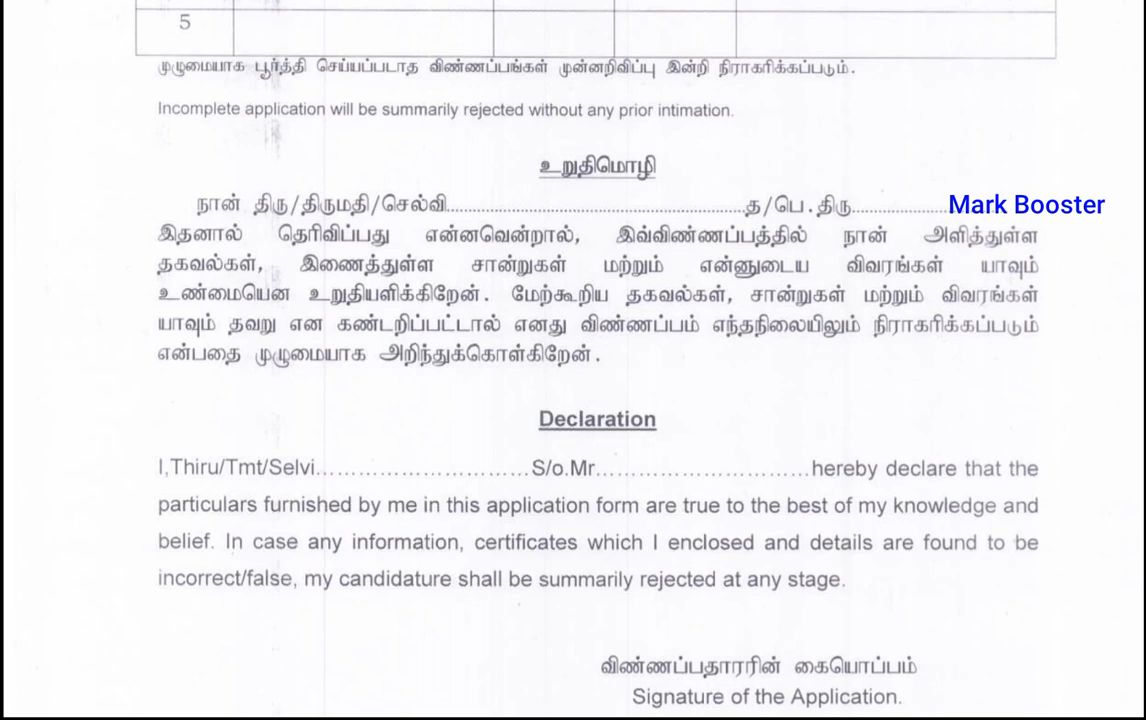 5
முழுமையாக பூர்த்தி செய்யப்படாத விண்ணப்பங்கள் முன்னறிவிப்பு இன்றி நிராகரிக்கப்படும்.
Incomplete application will be summarily rejected without any prior intimation.
உறுதிமொழி
நான் திரு/திருமதி/செல்வி..........................................................................த/பெ.திரு........................Mark Booster
இதனால் தெரிவிப்பது என்னவென்றால், இவ்விண்ணப்பத்தில் நான் அளித்துள்ள
தகவல்கள், இணைத்துள்ள சான்றுகள் மற்றும் என்னுடைய விவரங்கள் யாவும்
உண்மையென உறுதியளிக்கிறேன். மேற்கூறிய தகவல்கள், சான்றுகள் மற்றும் விவரங்கள்
யாவும் தவறு என கண்டறிப்பட்டால் எனது விண்ணப்பம் எந்தநிலையிலும் நிராகரிக்கப்படும்
என்பதை முழுமையாக அறிந்துக்கொள்கிறேன்.
Declaration
I,Thiru/Tmt/Selvi.............................S/o.Mr.............................hereby declare that the
particulars furnished by me in this application form are true to the best of my knowledge and
belief. In case any information, certificates which I enclosed and details are found to be
incorrect/false, my candidature shall be summarily rejected at any stage.
விண்ணப்பதாரரின் கையொப்பம்
Signature of the Application.